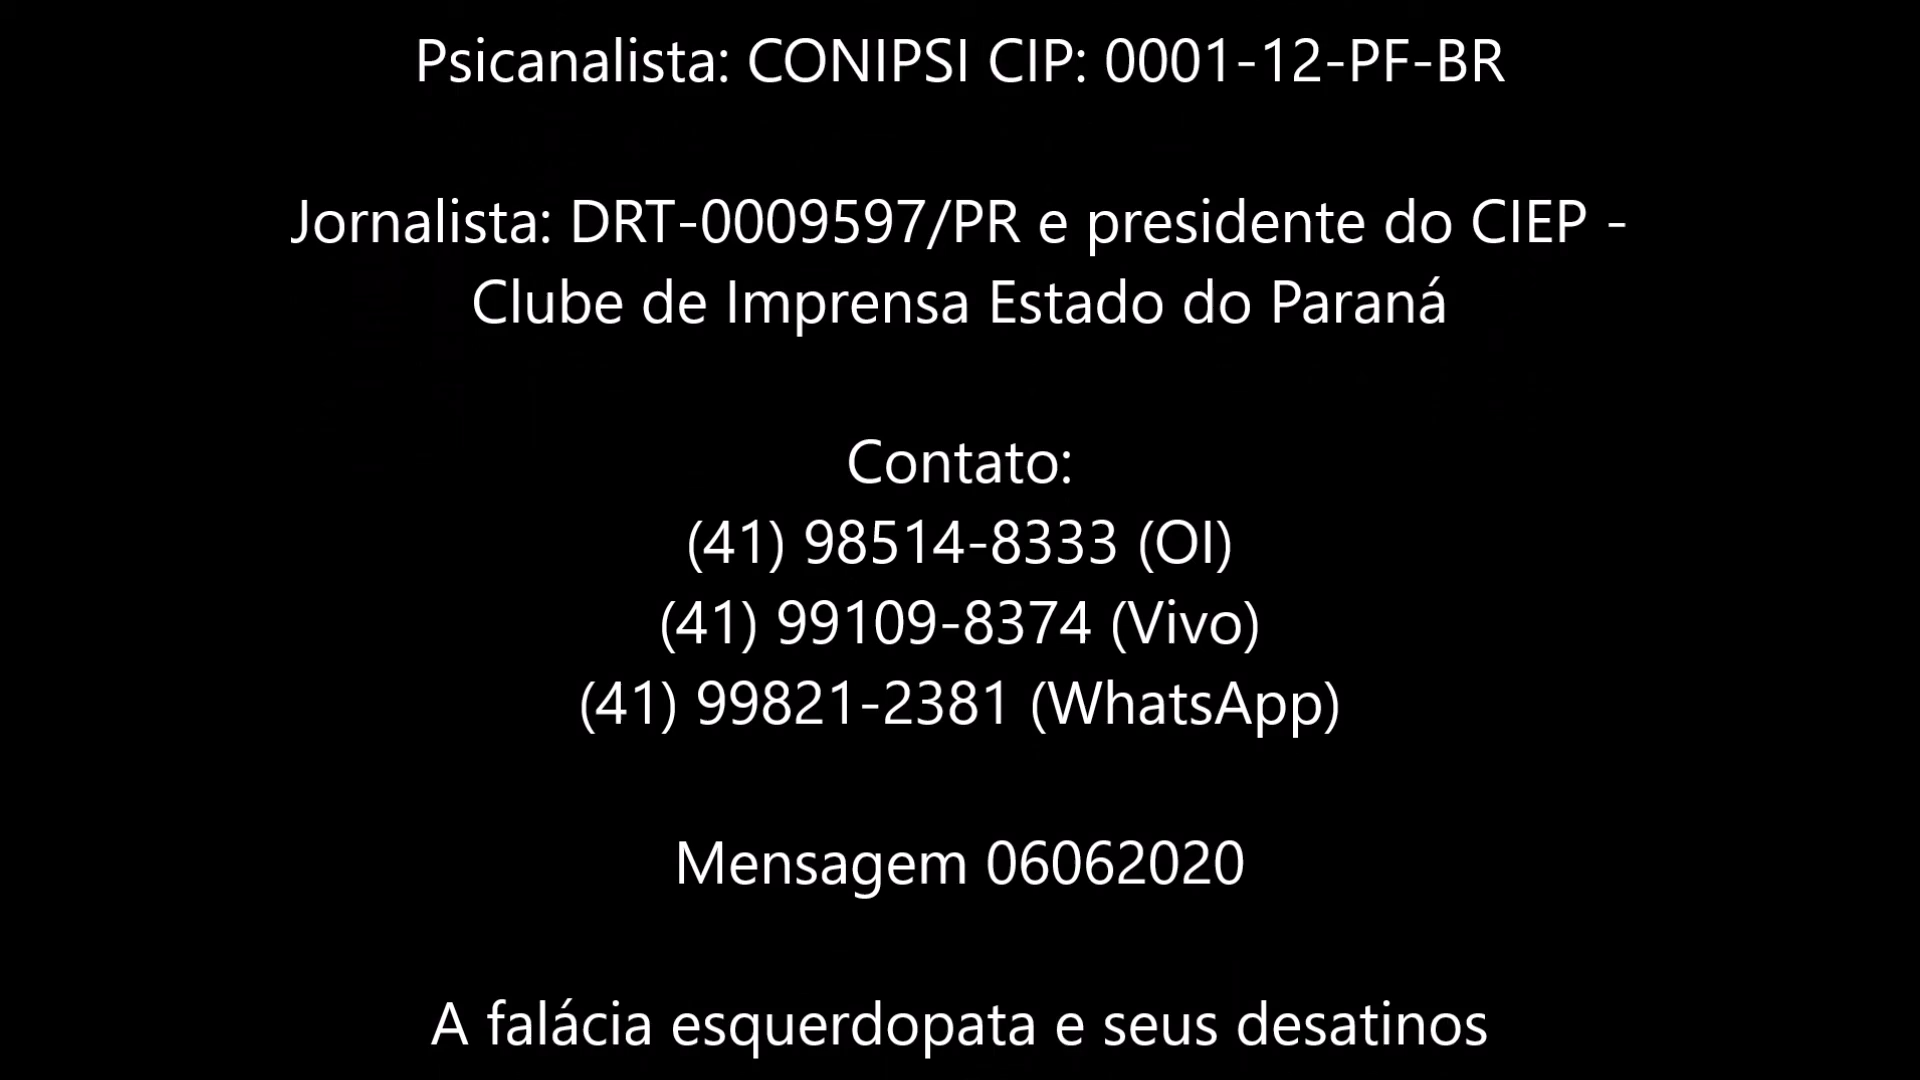 Psicanalista: CONIPSI CIP: 0001-12-PF-BR
Jornalista: DRT-0009597/PR e presidente do CIEP -
Clube de Imprensa Estado do Paraná
Contato:
(41) 98514-8333 (OI)
(41) 99109-8374 (Vivo)
(41) 99821-2381 (WhatsApp)
Mensagem 06062020
A falácia esquerdopata e seus desatinos